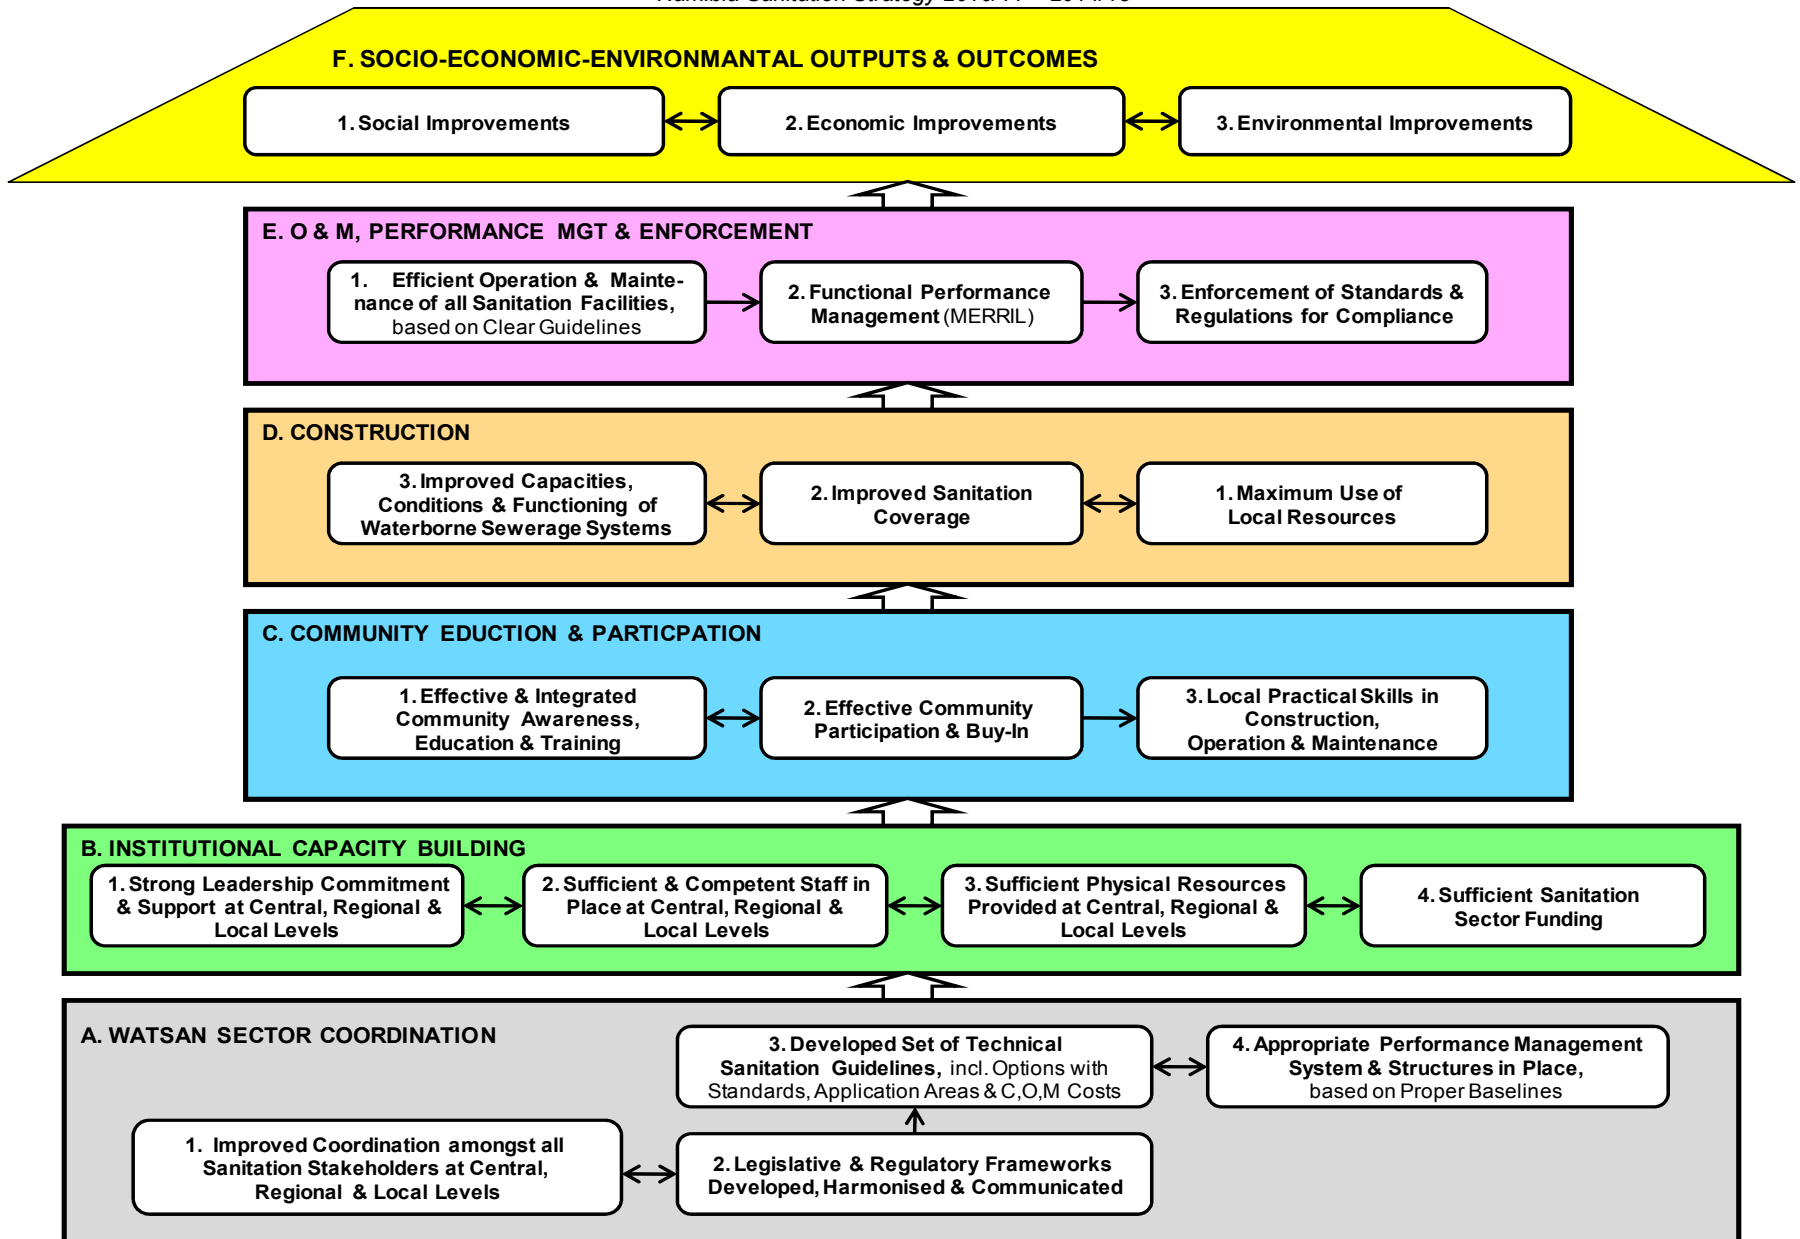 F. SOCIO-ECONOMIC-ENVIRONMANTAL OUTPUTS & OUTCOMES
1. Social Improvements
2. Economic Improvements
3. Environmental Improvements
E. O & M, PERFORMANCE MGT & ENFORCEMENT
1. Efficient Operation & Mainte-
nance of all Sanitation Facilities,
based on Clear Guidelines
2. Functional Performance
Management (MERRIL)
3. Enforcement of Standards &
Regulations for Compliance
D. CONSTRUCTION
3. Improved Capacities,
Conditions & Functioning of
Waterborne Sewerage Systems
2. Improved Sanitation
Coverage
1. Maximum Use of
Local Resources
C. COMMUNITY EDUCTION & PARTICPATION
1. Effective & Integrated
Community Awareness,
Education & Training
2. Effective Community
Participation & Buy-In
3. Local Practical Skills in
Construction,
Operation & Maintenance
B. INSTITUTIONAL CAPACITY BUILDING
1. Strong Leadership Commitment
& Support at Central, Regional &
Local Levels
2. Sufficient & Competent Staff in
Place at Central, Regional &
Local Levels
3. Sufficient Physical Resources
Provided at Central, Regional &
Local Levels
4. Sufficient Sanitation
Sector Funding
A. WATSAN SECTOR COORDINATION
3. Developed Set of Technical
Sanitation Guidelines, incl. Options with
Standards, Application Areas & C,O,M Costs
4. Appropriate Performance Management
System & Structures in Place,
based on Proper Baselines
1. Improved Coordination amongst all
Sanitation Stakeholders at Central,
Regional & Local Levels
2. Legislative & Regulatory Frameworks
Developed, Harmonised & Communicated